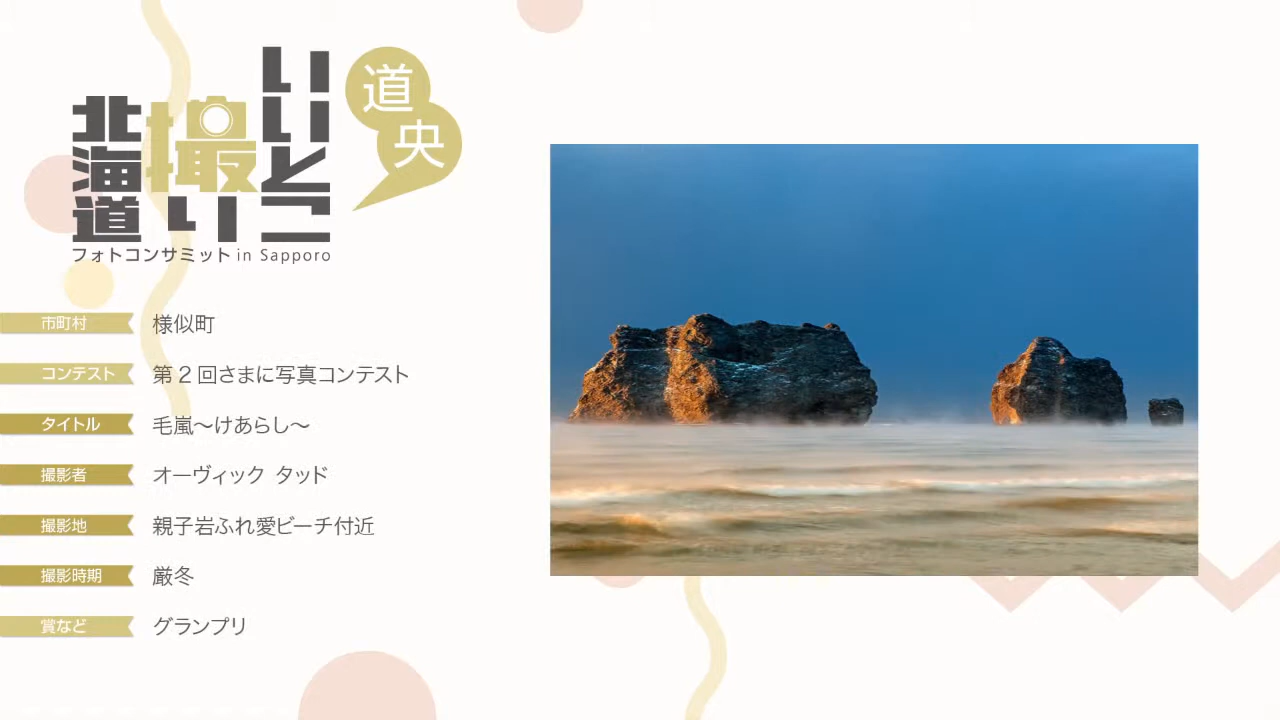 北海道
撮り
いいとこ
道央
フォトコンサミット in Sapporo
市町村 様似町
コンテスト 第2回さまに写真コンテスト
タイトル 毛嵐〜けあらし〜
撮影者 オーヴィック タッド
撮影地 親子岩ふれ愛ビーチ付近
撮影時期 厳冬
賞など グランプリ